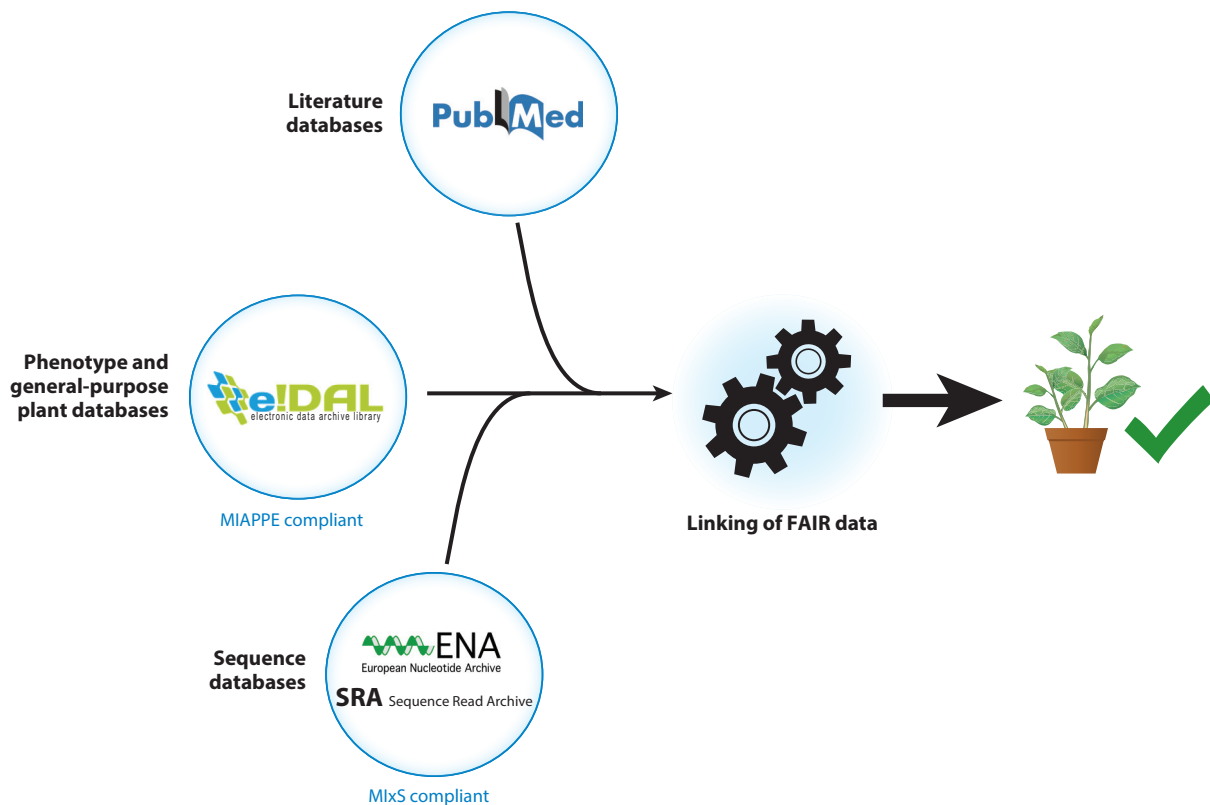 Literature
databases
PubMed
Phenotype and
general-purpose
plant databases
e!DAL
electronic data archive library
MIAPPE compliant
Linking of FAIR data
Sequence
databases
ENA
European Nucleotide Archive
SRA Sequence Read Archive
MIxS compliant